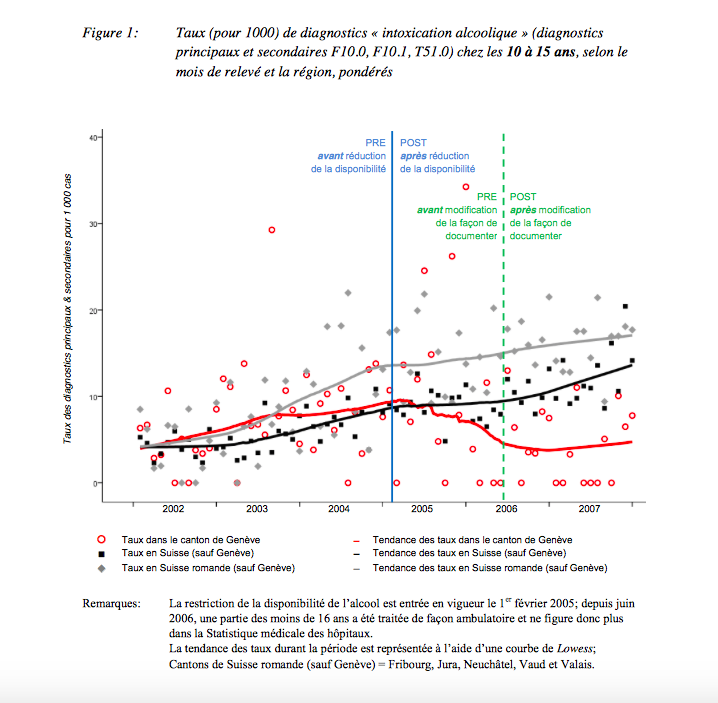 Figure 1: Taux (pour 1000) de diagnostics « intoxication alcoolique » (diagnostics
principaux et secondaires F10.0, F10.1, T51.0) chez les 10 à 15 ans, selon le
mois de relevé et la région, pondérés
Taux des diagnostics principaux & secondaires pour 1 000 cas
40
30
20
10
0
PRE
avant réduction
de la disponibilité
POST
après réduction
de la disponibilité
PRE
avant modification
de la façon de
documenter
POST
après modification
de la façon de
documenter
2002 2003 2004 2005 2006 2007
Taux dans le canton de Genève
Taux en Suisse (sauf Genève)
Taux en Suisse romande (sauf Genève)
Tendance des taux dans le canton de Genève
Tendance des taux en Suisse (sauf Genève)
Tendance des taux en Suisse romande (sauf Genève)
Remarques: La restriction de la disponibilité de l'alcool est entrée en vigueur le 1er février 2005; depuis juin
2006, une partie des moins de 16 ans a été traitée de façon ambulatoire et ne figure donc plus
dans la Statistique médicale des hôpitaux.
La tendance des taux durant la période est représentée à l'aide d'une courbe de Lowess;
Cantons de Suisse romande (sauf Genève) = Fribourg, Jura, Neuchâtel, Vaud et Valais.